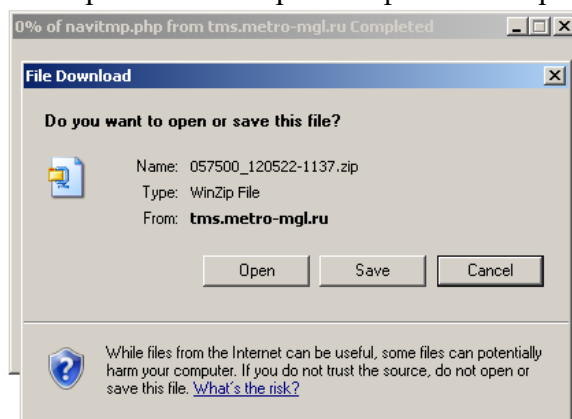 0% of navitmp.php from tms.metro-mgl.ru Completed
File Download
Do you want to open or save this file?
Name: 057500_120522-1137.zip
Type: WinZip File
From: tms.metro-mgl.ru
Open Save Cancel
While files from the Internet can be useful, some files can potentially
harm your computer. If you do not trust the source, do not open or
save this file. What's the risk?